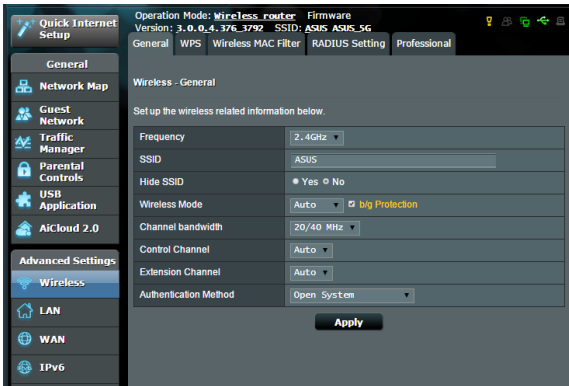 Quick Internet
Setup
General
Network Map
Guest
Network
Traffic
Manager
Parental
Controls
USB
Application
AiCloud 2.0
Advanced Settings
Wireless
LAN
WAN
IPv6
Operation Mode: Wireless router Firmware
Version: 3.0.0.4.376_3792 SSID: ASUS ASUS_5G
General WPS Wireless MAC Filter RADIUS Setting Professional
Wireless - General
Set up the wireless related information below.
Frequency 2.4GHz
SSID ASUS
Hide SSID Yes No
Wireless Mode Auto b/g Protection
Channel bandwidth 20/40 MHz
Control Channel Auto
Extension Channel Auto
Authentication Method Open System
Apply